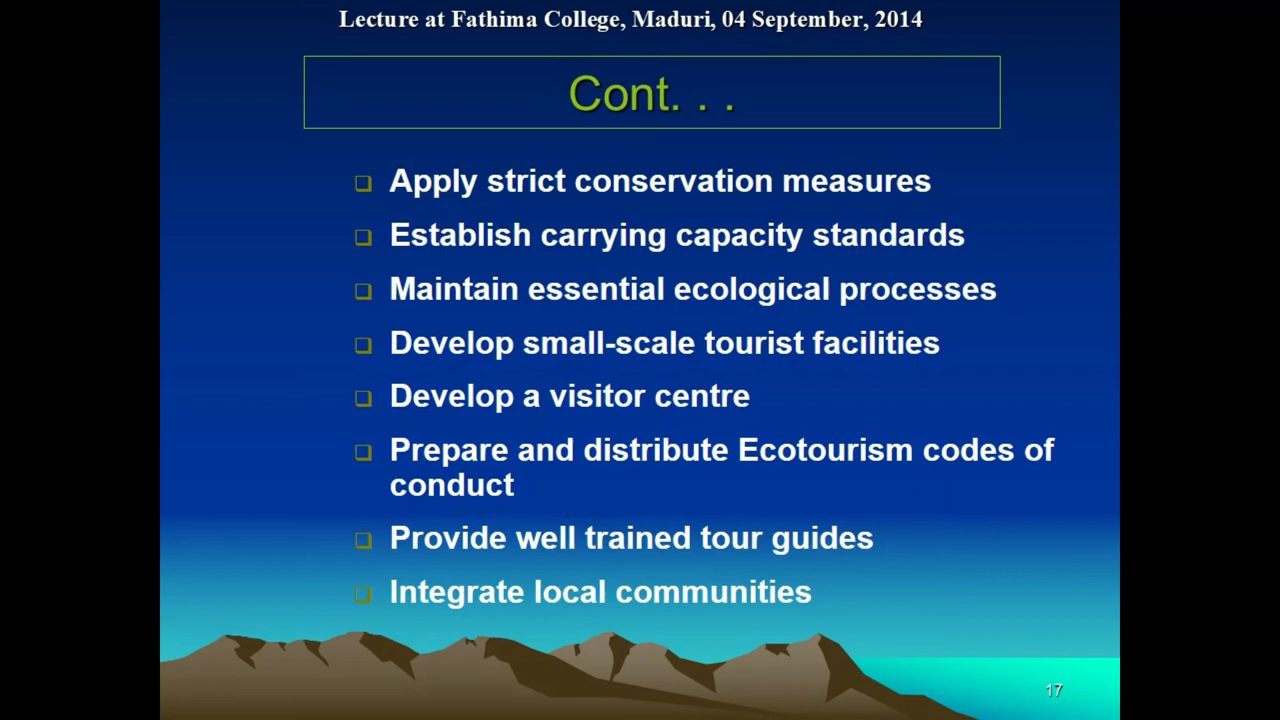 Lecture at Fathima College, Maduri, 04 September, 2014
Cont. . .
Apply strict conservation measures
Establish carrying capacity standards
Maintain essential ecological processes
Develop small-scale tourist facilities
Develop a visitor centre
Prepare and distribute Ecotourism codes of
conduct
Provide well trained tour guides
Integrate local communities
17